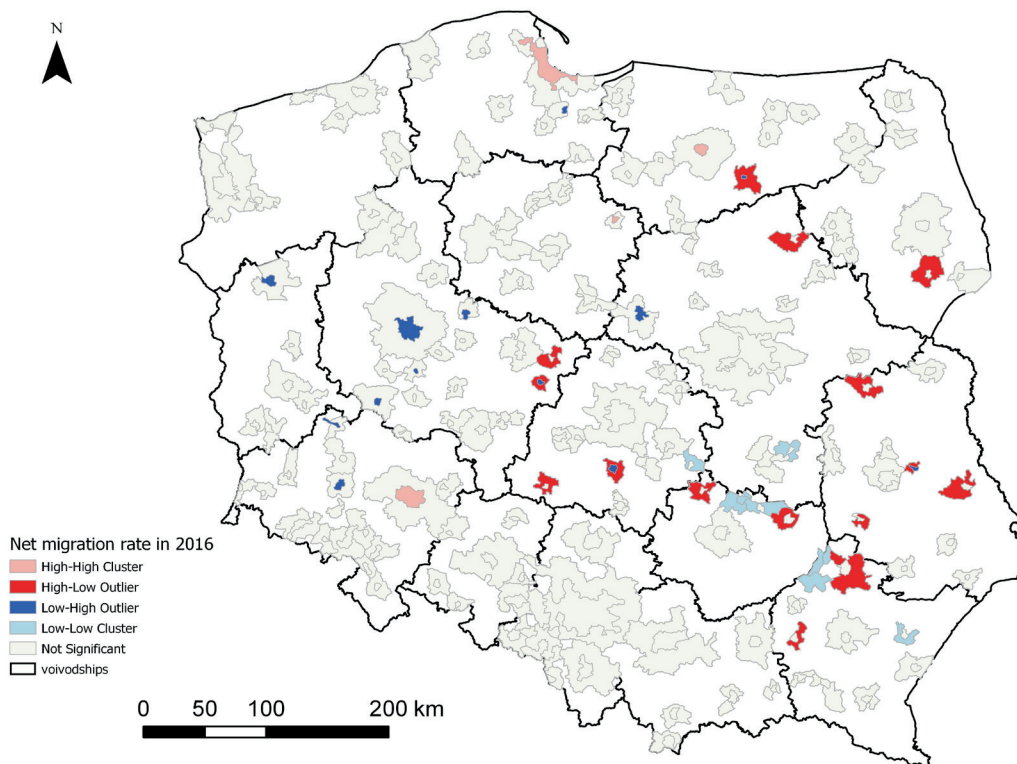 N
Net migration rate in 2016
High-High Cluster
High-Low Outlier
Low-High Outlier
Low-Low Cluster
Not Significant
voivodships
0 50 100 200 km